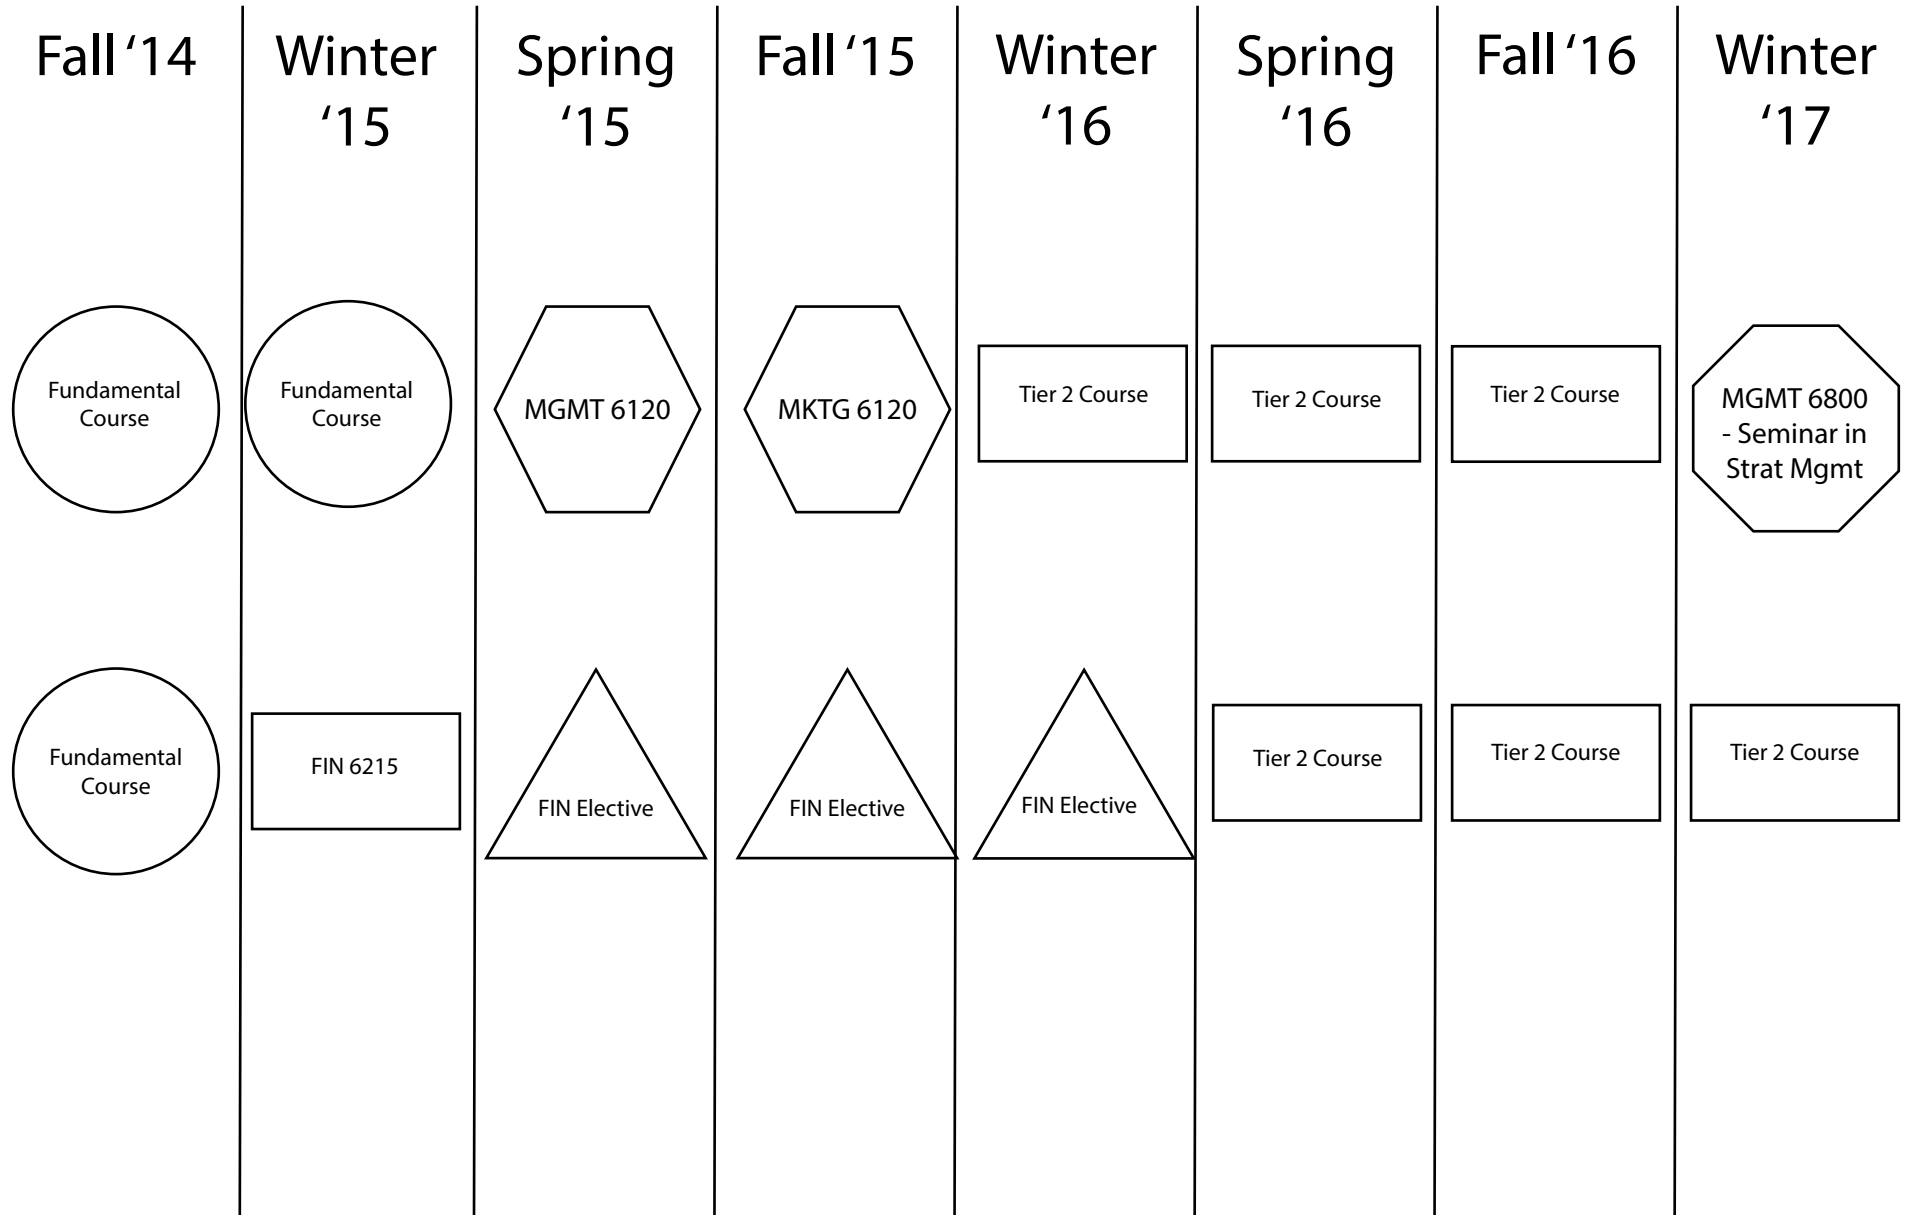 Fall ‘14
Winter
‘15
Spring
‘15
Fall ‘15
Winter
‘16
Spring
‘16
Fall ‘16
Winter
‘17
Fundamental
Course
Fundamental
Course
MGMT 6120
MKTG 6120
Tier 2 Course
Tier 2 Course
Tier 2 Course
MGMT 6800
- Seminar in
Strat Mgmt
Fundamental
Course
FIN 6215
FIN Elective
FIN Elective
FIN Elective
Tier 2 Course
Tier 2 Course
Tier 2 Course